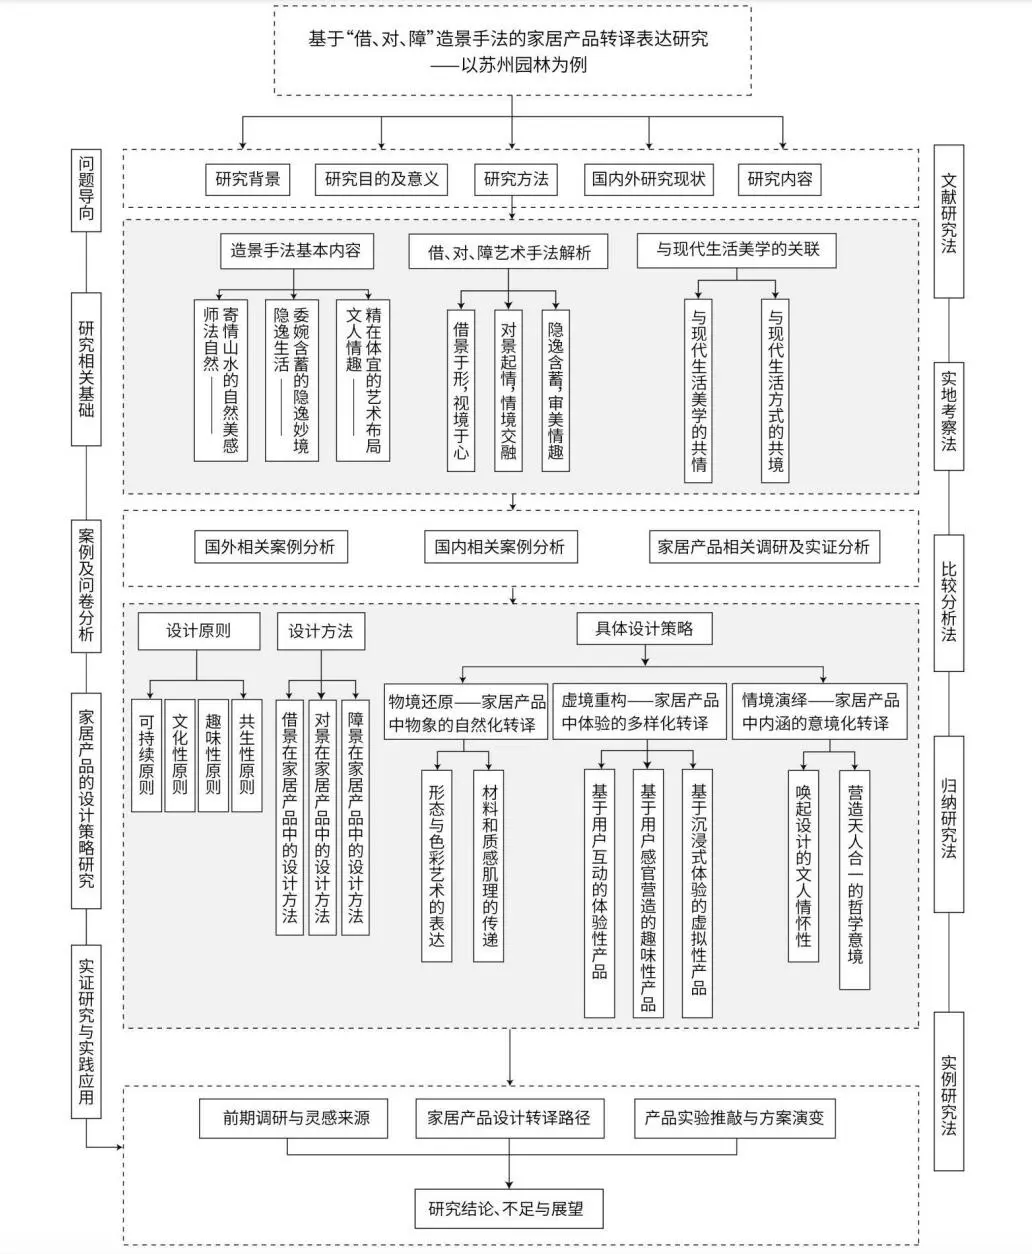 基于“借、对、障”造景手法的家居产品转译表达研究
——以苏州园林为例
问题导向
研究背景
研究目的及意义
研究方法
国内外研究现状
研究内容
文献研究法
研究相关基础
造景手法基本内容
借、对、障艺术手法解析
与现代生活美学的关联
寄情山水的自然美感
师法自然——
委婉含蓄的隐逸妙境
隐逸生活——
精在体宜的艺术布局
文人情趣——
借景于形，视境于心
对景起情，情境交融
隐逸含蓄，审美情趣
与现代生活美学的共情
与现代生活方式的共境
实地考察法
案例及问卷分析
国外相关案例分析
国内相关案例分析
家居产品相关调研及实证分析
比较分析法
家居产品的设计策略研究
设计原则
设计方法
具体设计策略
可持续原则
文化性原则
趣味性原则
共生性原则
借景在家居产品中的设计方法
对景在家居产品中的设计方法
障景在家居产品中的设计方法
物境还原——家居产品
中物象的自然化转译
虚境重构——家居产品
中体验的多样化转译
情境演绎——家居产品
中内涵的意境化转译
形态与色彩艺术的表达
材料和质感肌理的传递
基于用户互动的体验性产品
基于用户感官营造的趣味性产品
基于沉浸式体验的虚拟性产品
唤起设计的文人情怀性
营造天人合一的哲学意境
归纳研究法
实证研究与实践应用
前期调研与灵感来源
家居产品设计转译路径
产品实验推敲与方案演变
研究结论、不足与展望
实例研究法